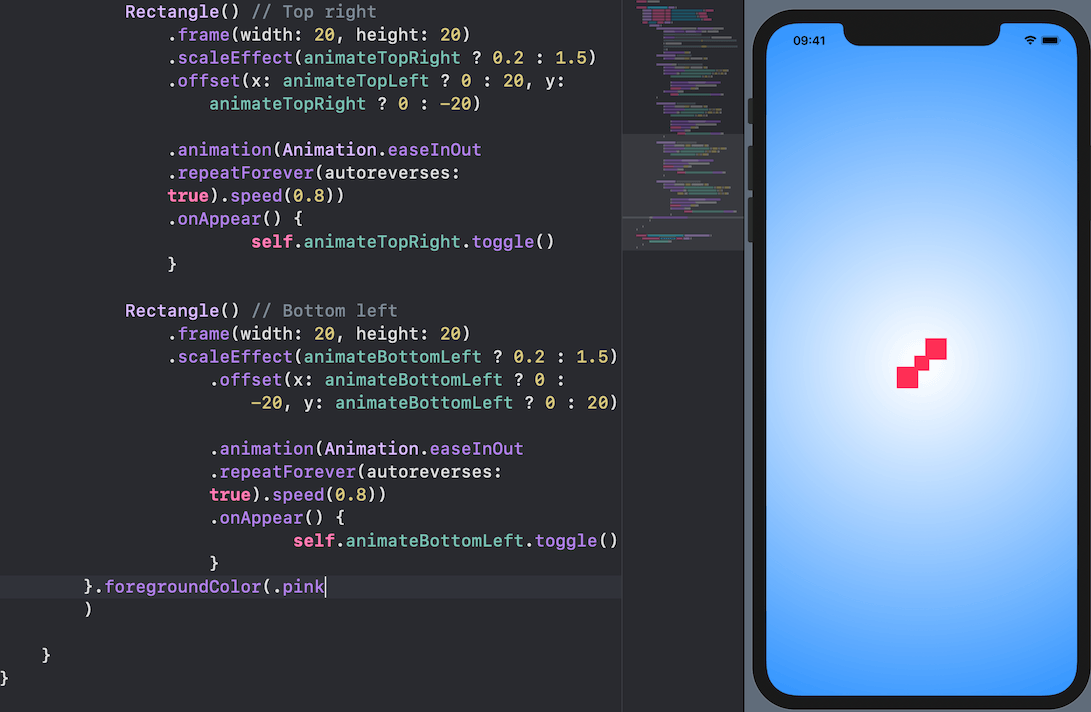 Rectangle() // Top right
.frame(width: 20, height: 20)
.scaleEffect(animateTopRight ? 0.2 : 1.5)
.offset(x: animateTopLeft ? 0 : 20, y:
animateTopRight ? 0 : -20)
.animation(Animation.easeInOut
.repeatForever(autoreverses:
true).speed(0.8))
.onAppear() {
self.animateTopRight.toggle()
}
Rectangle() // Bottom left
.frame(width: 20, height: 20)
.scaleEffect(animateBottomLeft ? 0.2 : 1.5)
.offset(x: animateBottomLeft ? 0 :
-20, y: animateBottomLeft ? 0 : 20)
.animation(Animation.easeInOut
.repeatForever(autoreverses:
true).speed(0.8))
.onAppear() {
self.animateBottomLeft.toggle()
}
}.foregroundColor(.pink
)
}
}
09:41